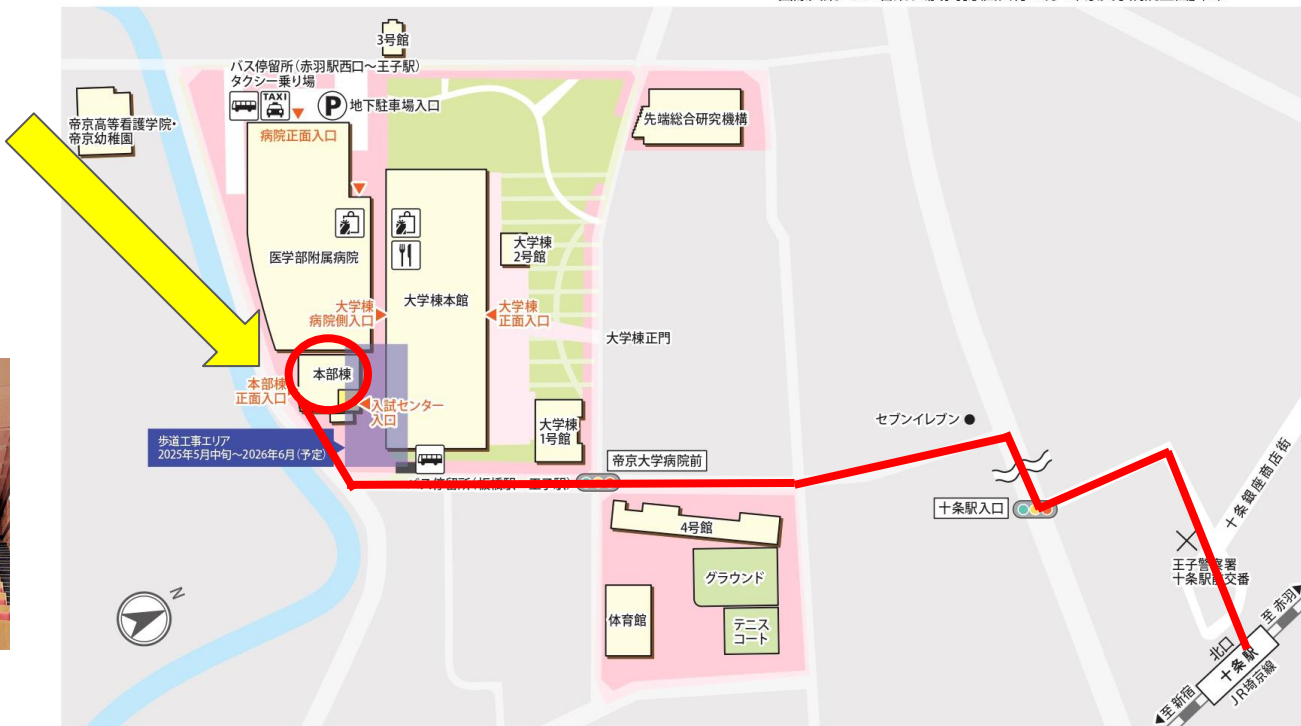 3号館
バス停留所(赤羽駅西口～王子駅)
タクシー乗り場
TAXI
P
地下駐車場入口
病院正面入口
帝京高等看護学院・
帝京幼稚園
先端総合研究機構
医学部附属病院
大学棟
2号館
大学棟本館
大学棟
病院側入口
大学棟
正面入口
大学棟正門
本部棟
本部棟
正面入口
入試センター
入口
大学棟
1号館
セブンイレブン
歩道工事エリア
2025年5月中旬～2026年6月(予定)
帝京大学病院前
十条駅入口
十条銀座商店街
4号館
グラウンド
テニス
コート
体育館
N
王子警察署
十条駅前交番
至 赤羽
北口
十条駅
JR埼京線
至 新宿